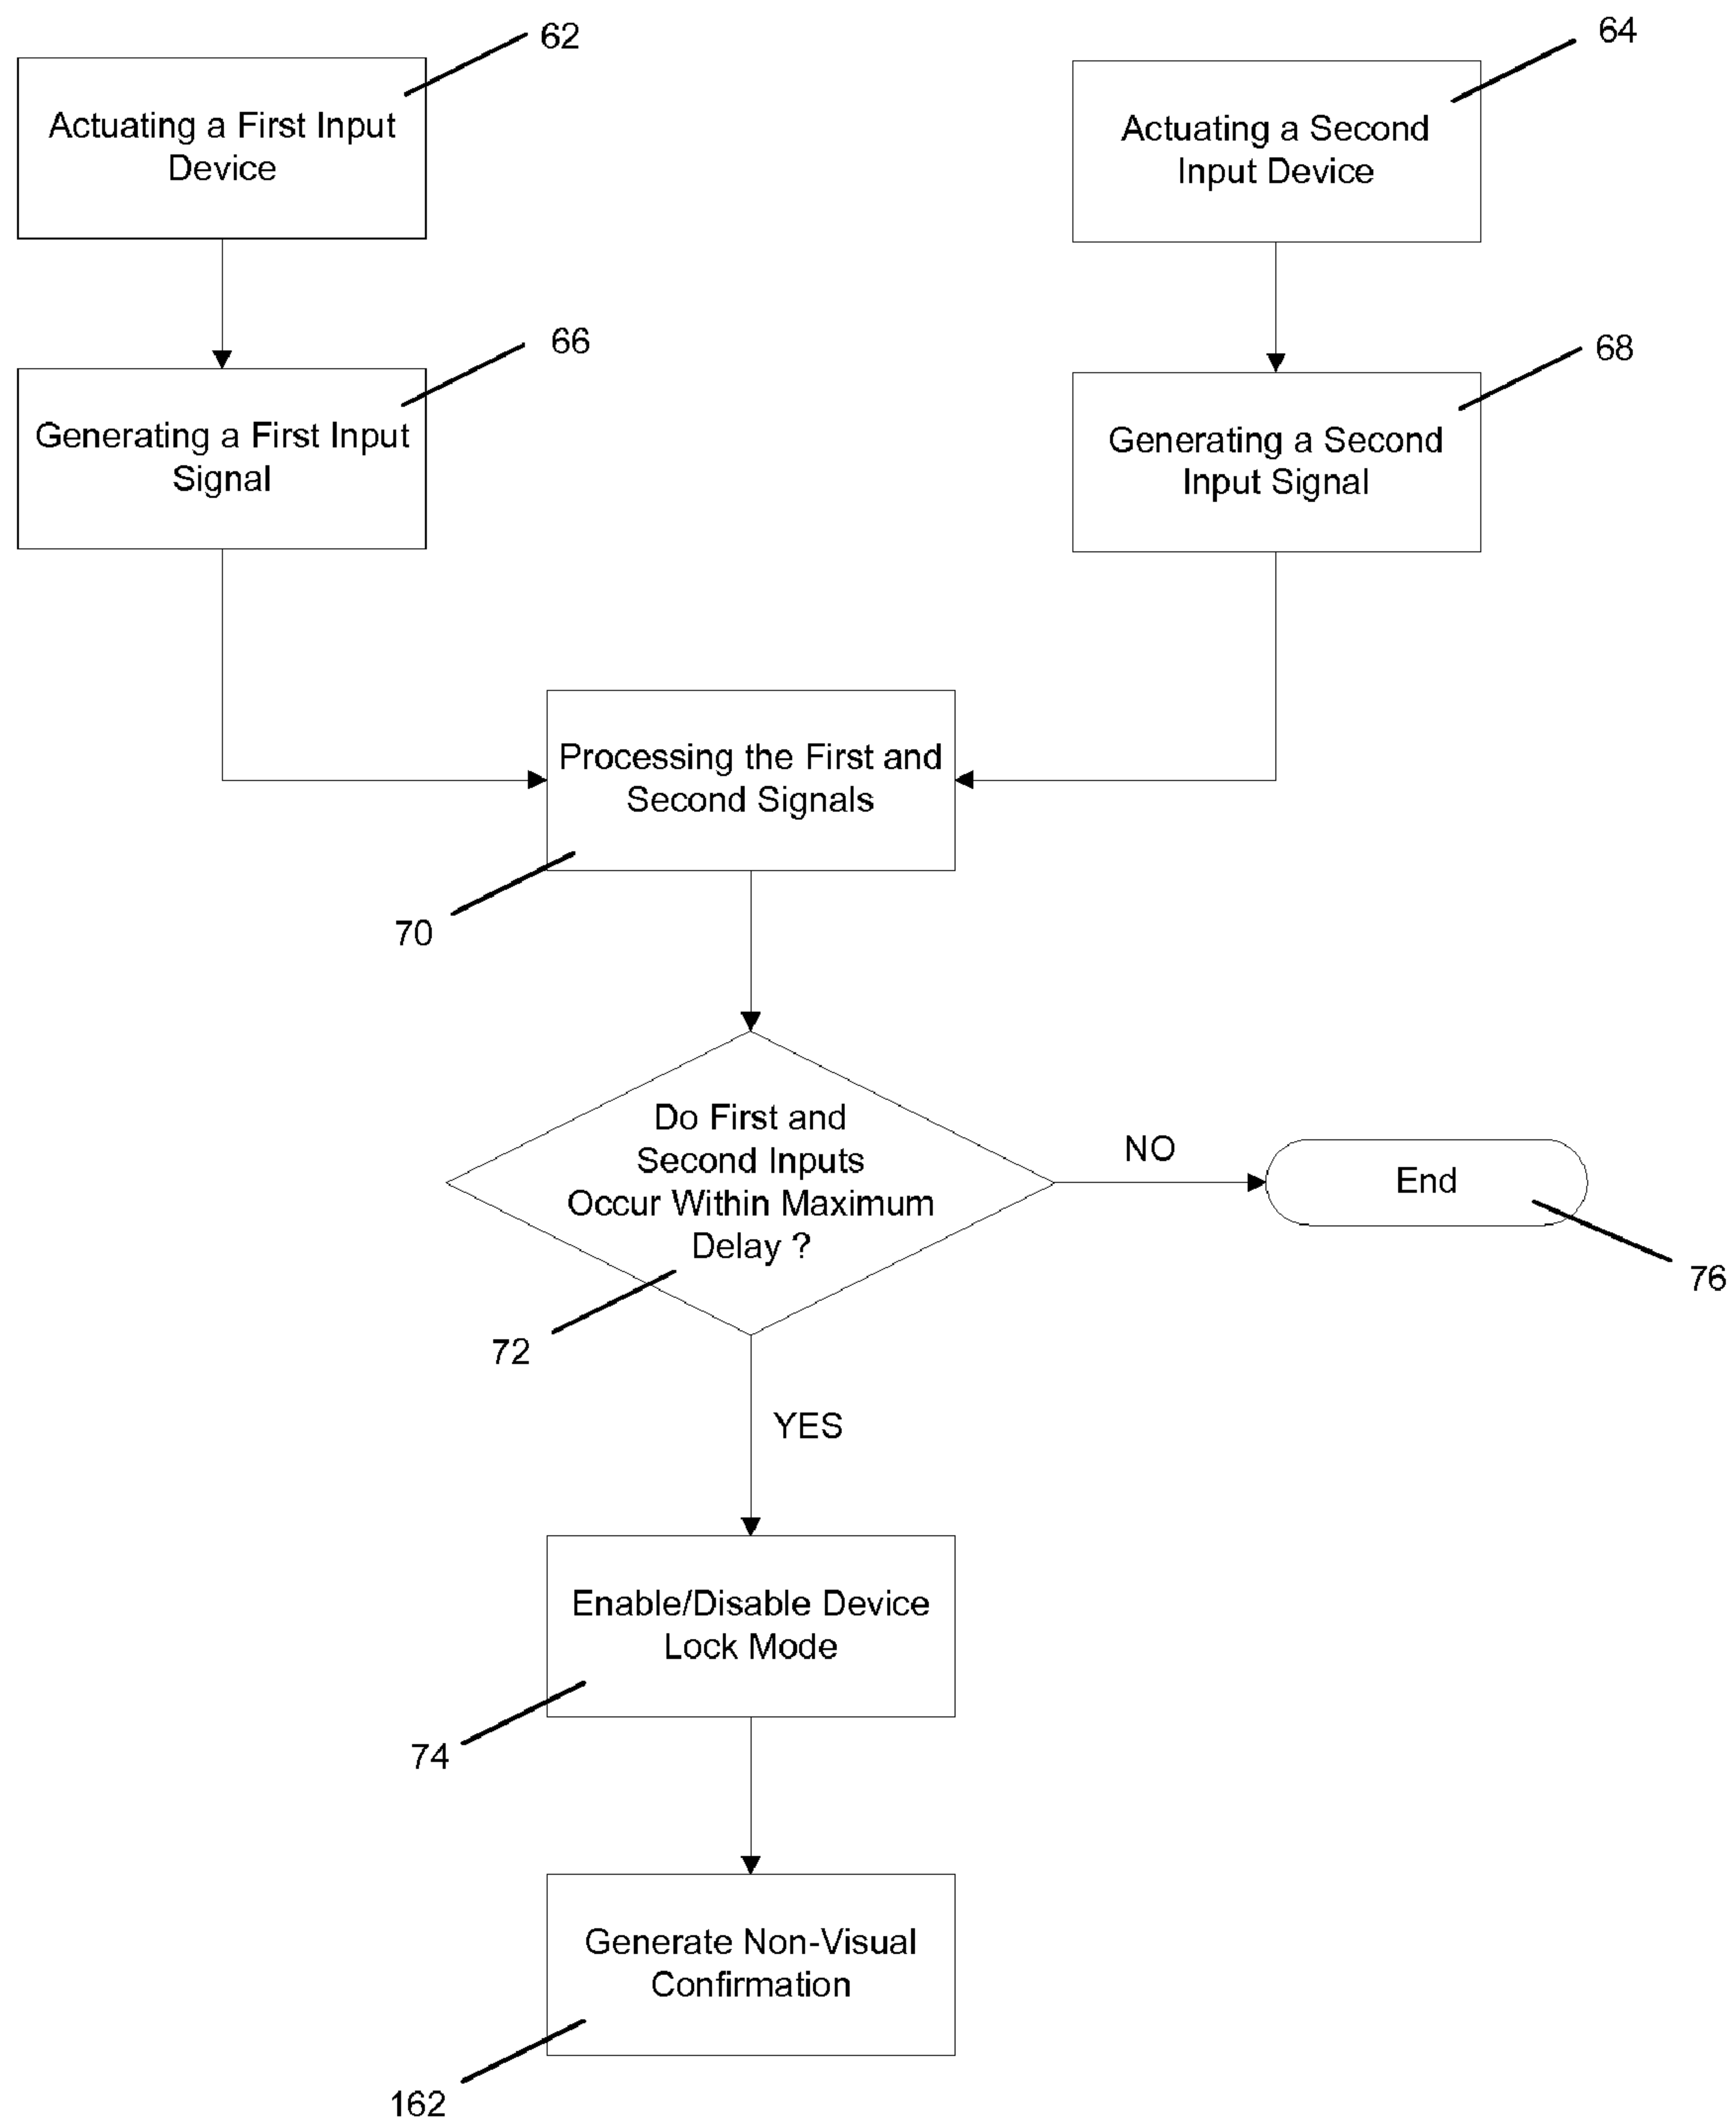 62
Actuating a First Input
Device
64
Actuating a Second
Input Device
66
Generating a First Input
Signal
68
Generating a Second
Input Signal
Processing the First and
Second Signals
70
Do First and
Second Inputs
Occur Within Maximum
Delay ?
72
NO
End
76
YES
Enable/Disable Device
Lock Mode
74
Generate Non-Visual
Confirmation
162